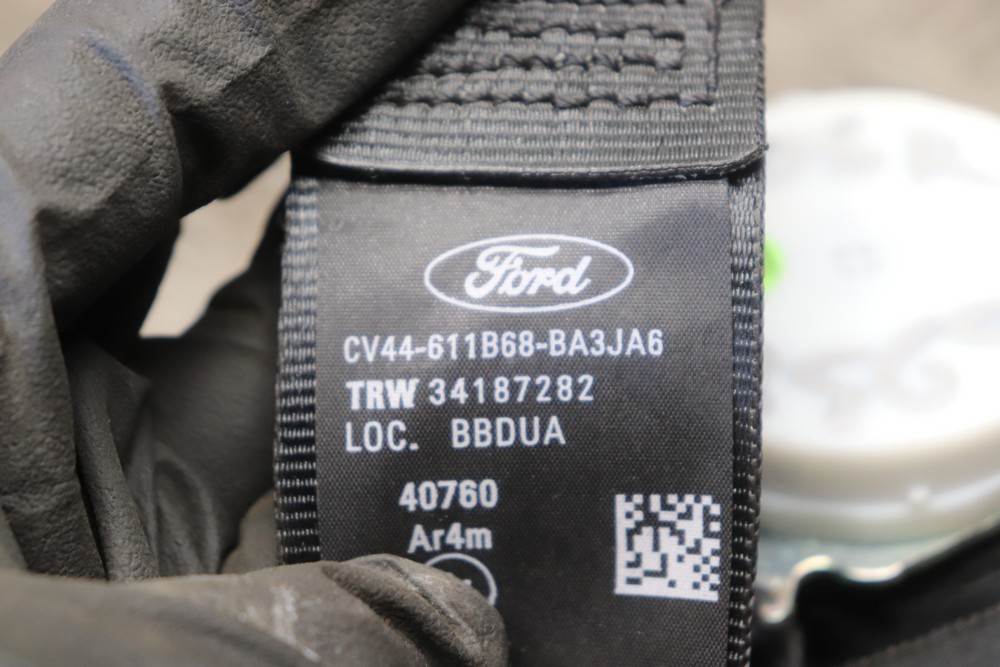 Ford
CV44-611B68-BA3JA6
TRW 34187282
LOC. BBDUA
40760
Ar4m